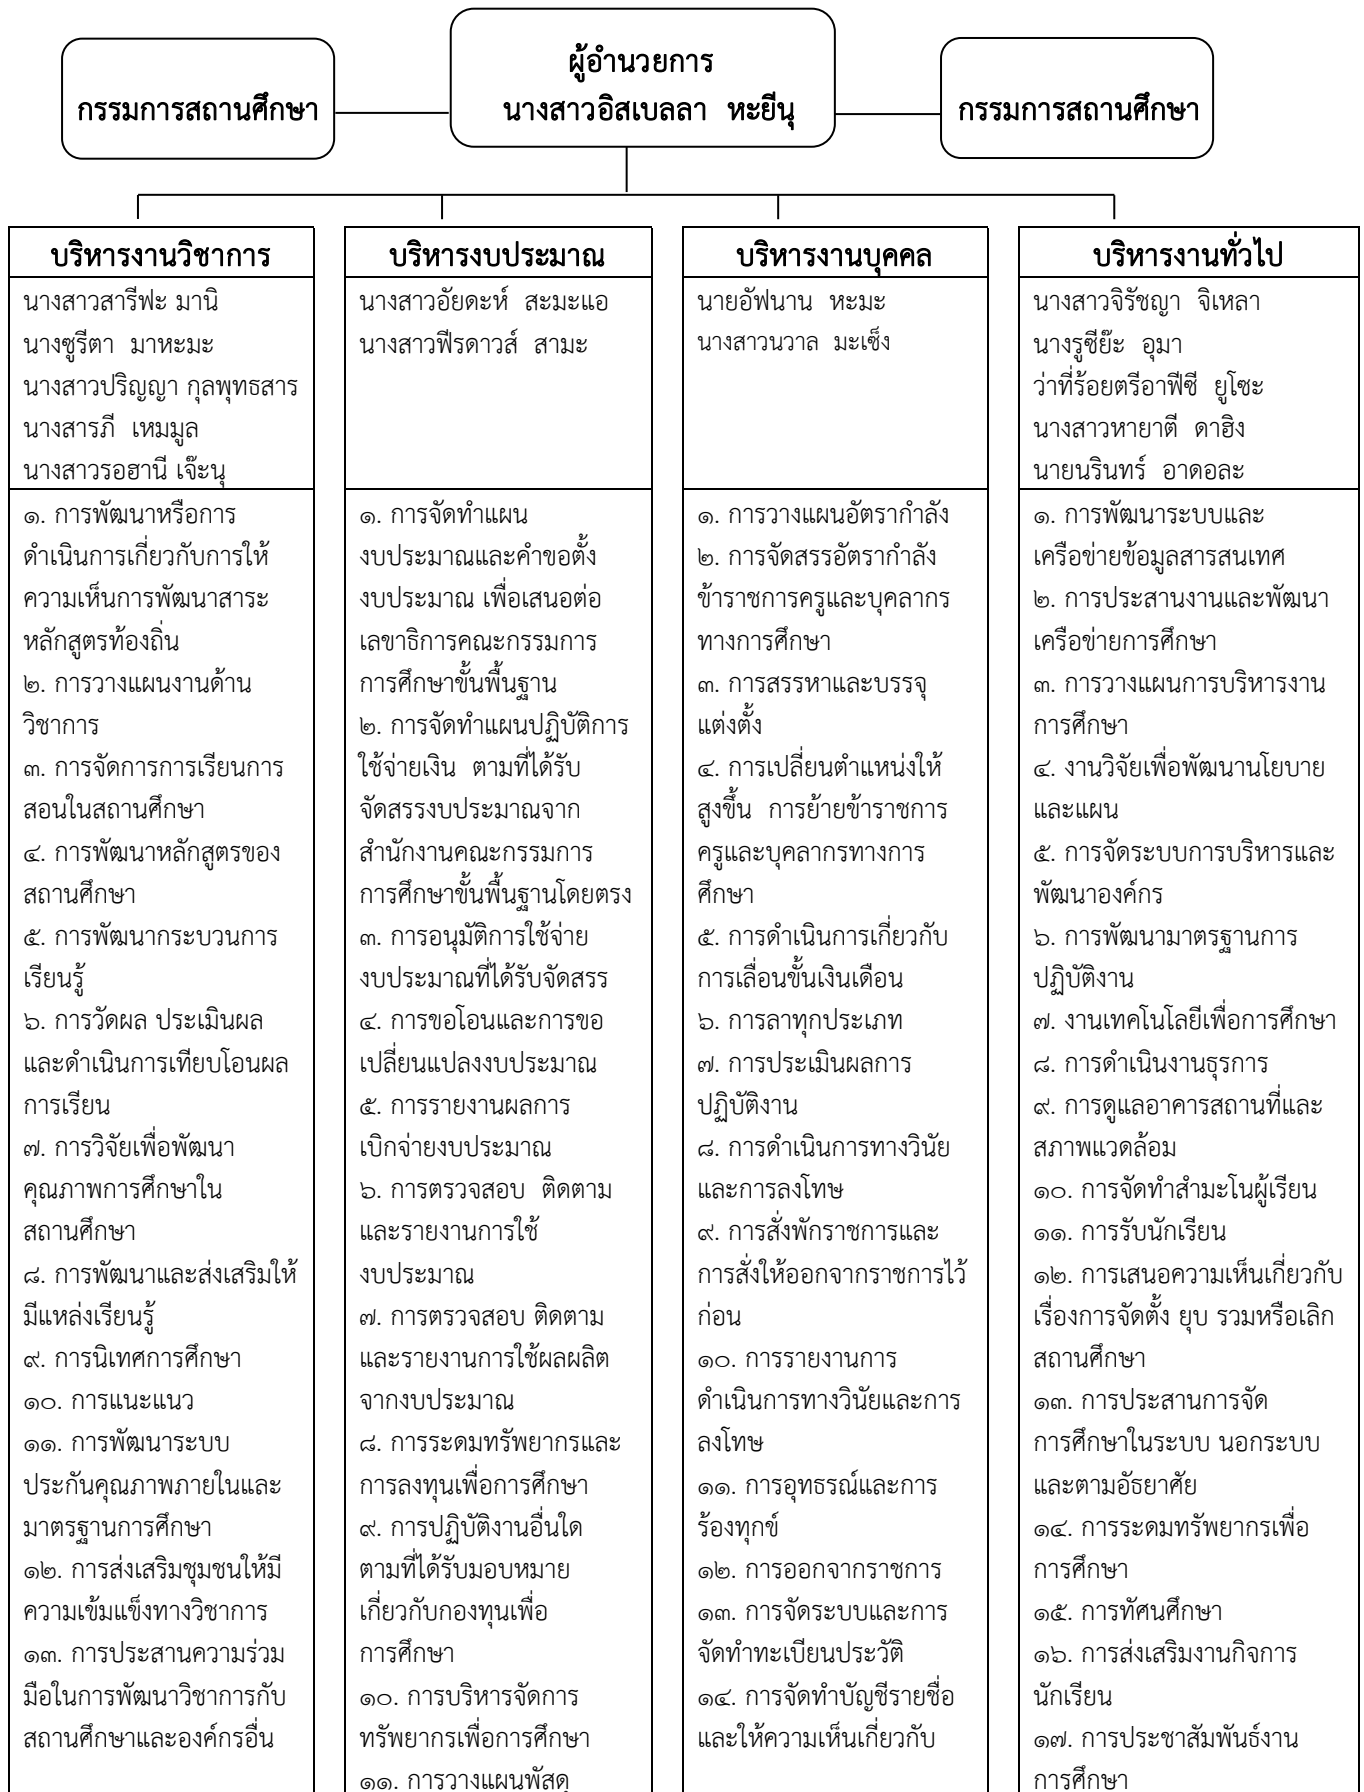 กรรมการสถานศึกษา
ผู้อำนวยการ
นางสาวอิสเบลลา หะยีนุ
กรรมการสถานศึกษา
บริหารงานวิชาการ
นางสาวสารีฟะ มานิ
นางซูรีตา มาหะมะ
นางสาวปริญญา กุลพุทธสาร
นางสารภี เหมมูล
นางสาวรอฮานี เจ๊ะนุ
๑. การพัฒนาหรือการ
ดำเนินการเกี่ยวกับการให้
ความเห็นการพัฒนาสาระ
หลักสูตรท้องถิ่น
๒. การวางแผนงานด้าน
วิชาการ
๓. การจัดการการเรียนการ
สอนในสถานศึกษา
๔. การพัฒนาหลักสูตรของ
สถานศึกษา
๕. การพัฒนากระบวนการ
เรียนรู้
๖. การวัดผล ประเมินผล
และดำเนินการเทียบโอนผล
การเรียน
๗. การวิจัยเพื่อพัฒนา
คุณภาพการศึกษาใน
สถานศึกษา
๘. การพัฒนาและส่งเสริมให้
มีแหล่งเรียนรู้
๙. การนิเทศการศึกษา
๑๐. การแนะแนว
๑๑. การพัฒนาระบบ
ประกันคุณภาพภายในและ
มาตรฐานการศึกษา
๑๒. การส่งเสริมชุมชนให้มี
ความเข้มแข็งทางวิชาการ
๑๓. การประสานความร่วม
มือในการพัฒนาวิชาการกับ
สถานศึกษาและองค์กรอื่น
บริหารงบประมาณ
นางสาวอัยดะห์ สะมะแอ
นางสาวฟีรดาวส์ สามะ
๑. การจัดทำแผน
งบประมาณและคำขอตั้ง
งบประมาณ เพื่อเสนอต่อ
เลขาธิการคณะกรรมการ
การศึกษาขั้นพื้นฐาน
๒. การจัดทำแผนปฏิบัติการ
ใช้จ่ายเงิน ตามที่ได้รับ
จัดสรรงบประมาณจาก
สำนักงานคณะกรรมการ
การศึกษาขั้นพื้นฐานโดยตรง
๓. การอนุมัติการใช้จ่าย
งบประมาณที่ได้รับจัดสรร
๔. การขอโอนและการขอ
เปลี่ยนแปลงงบประมาณ
๕. การรายงานผลการ
เบิกจ่ายงบประมาณ
๖. การตรวจสอบ ติดตาม
และรายงานการใช้
งบประมาณ
๗. การตรวจสอบ ติดตาม
และรายงานการใช้ผลผลิต
จากงบประมาณ
๘. การระดมทรัพยากรและ
การลงทุนเพื่อการศึกษา
๙. การปฏิบัติงานอื่นใด
ตามที่ได้รับมอบหมาย
เกี่ยวกับกองทุนเพื่อ
การศึกษา
๑๐. การบริหารจัดการ
ทรัพยากรเพื่อการศึกษา
๑๑. การวางแผนพัสดุ
บริหารงานบุคคล
นายอัฟนาน หะมะ
นางสาวนวาล มะเซ็ง
๑. การวางแผนอัตรากำลัง
๒. การจัดสรรอัตรากำลัง
ข้าราชการครูและบุคลากร
ทางการศึกษา
๓. การสรรหาและบรรจุ
แต่งตั้ง
๔. การเปลี่ยนตำแหน่งให้
สูงขึ้น การย้ายข้าราชการ
ครูและบุคลากรทางการ
ศึกษา
๕. การดำเนินการเกี่ยวกับ
การเลื่อนขั้นเงินเดือน
๖. การลาทุกประเภท
๗. การประเมินผลการ
ปฏิบัติงาน
๘. การดำเนินการทางวินัย
และการลงโทษ
๙. การสั่งพักราชการและ
การสั่งให้ออกจากราชการไว้
ก่อน
๑๐. การรายงานการ
ดำเนินการทางวินัยและการ
ลงโทษ
๑๑. การอุทธรณ์และการ
ร้องทุกข์
๑๒. การออกจากราชการ
๑๓. การจัดระบบและการ
จัดทำทะเบียนประวัติ
๑๔. การจัดทำบัญชีรายชื่อ
และให้ความเห็นเกี่ยวกับ
บริหารงานทั่วไป
นางสาวจิรัชญา จิเหลา
นางรูซีย๊ะ อุมา
ว่าที่ร้อยตรีอาฟีซี ยูโซะ
นางสาวหายาตี ดาฮิง
นายนรินทร์ อาดอละ
๑. การพัฒนาระบบและ
เครือข่ายข้อมูลสารสนเทศ
๒. การประสานงานและพัฒนา
เครือข่ายการศึกษา
๓. การวางแผนการบริหารงาน
การศึกษา
๔. งานวิจัยเพื่อพัฒนานโยบาย
และแผน
๕. การจัดระบบการบริหารและ
พัฒนาองค์กร
๖. การพัฒนามาตรฐานการ
ปฏิบัติงาน
๗. งานเทคโนโลยีเพื่อการศึกษา
๘. การดำเนินงานธุรการ
๙. การดูแลอาคารสถานที่และ
สภาพแวดล้อม
๑๐. การจัดทำสำมะโนผู้เรียน
๑๑. การรับนักเรียน
๑๒. การเสนอความเห็นเกี่ยวกับ
เรื่องการจัดตั้ง ยุบ รวมหรือเลิก
สถานศึกษา
๑๓. การประสานการจัด
การศึกษาในระบบ นอกระบบ
และตามอัธยาศัย
๑๔. การระดมทรัพยากรเพื่อ
การศึกษา
๑๕. การทัศนศึกษา
๑๖. การส่งเสริมงานกิจการ
นักเรียน
๑๗. การประชาสัมพันธ์งาน
การศึกษา